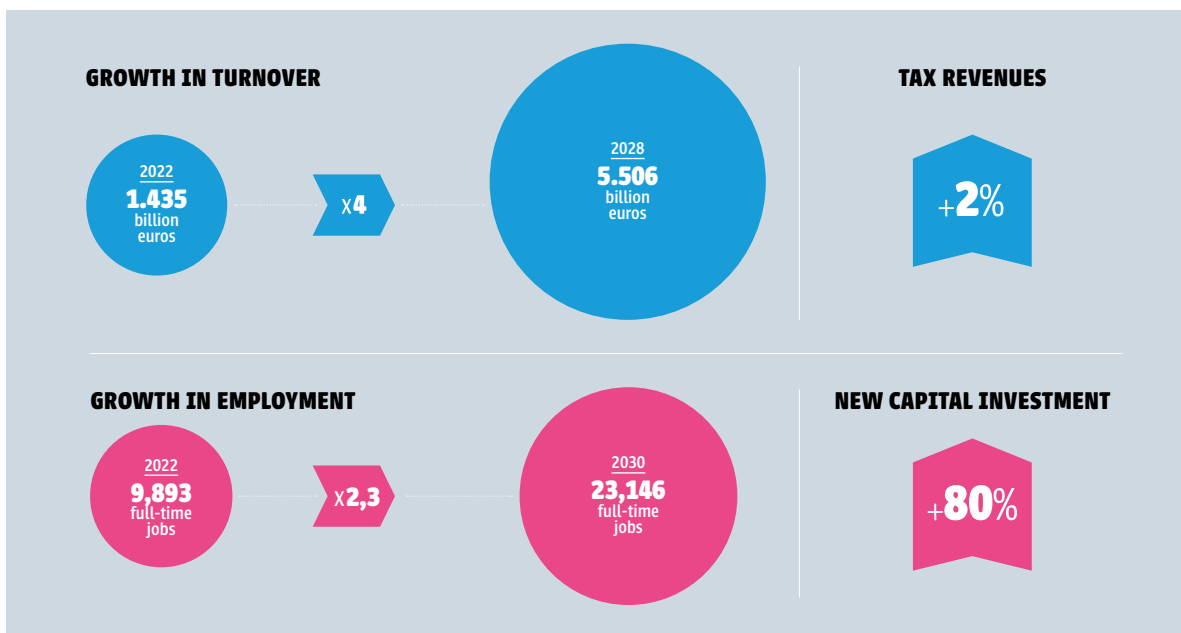 GROWTH IN TURNOVER
2022
1.435
billion
euros
x4
2028
5.506
billion
euros
TAX REVENUES
+2%
GROWTH IN EMPLOYMENT
2022
9,893
full-time
jobs
x2,3
2030
23,146
full-time
jobs
NEW CAPITAL INVESTMENT
+80%